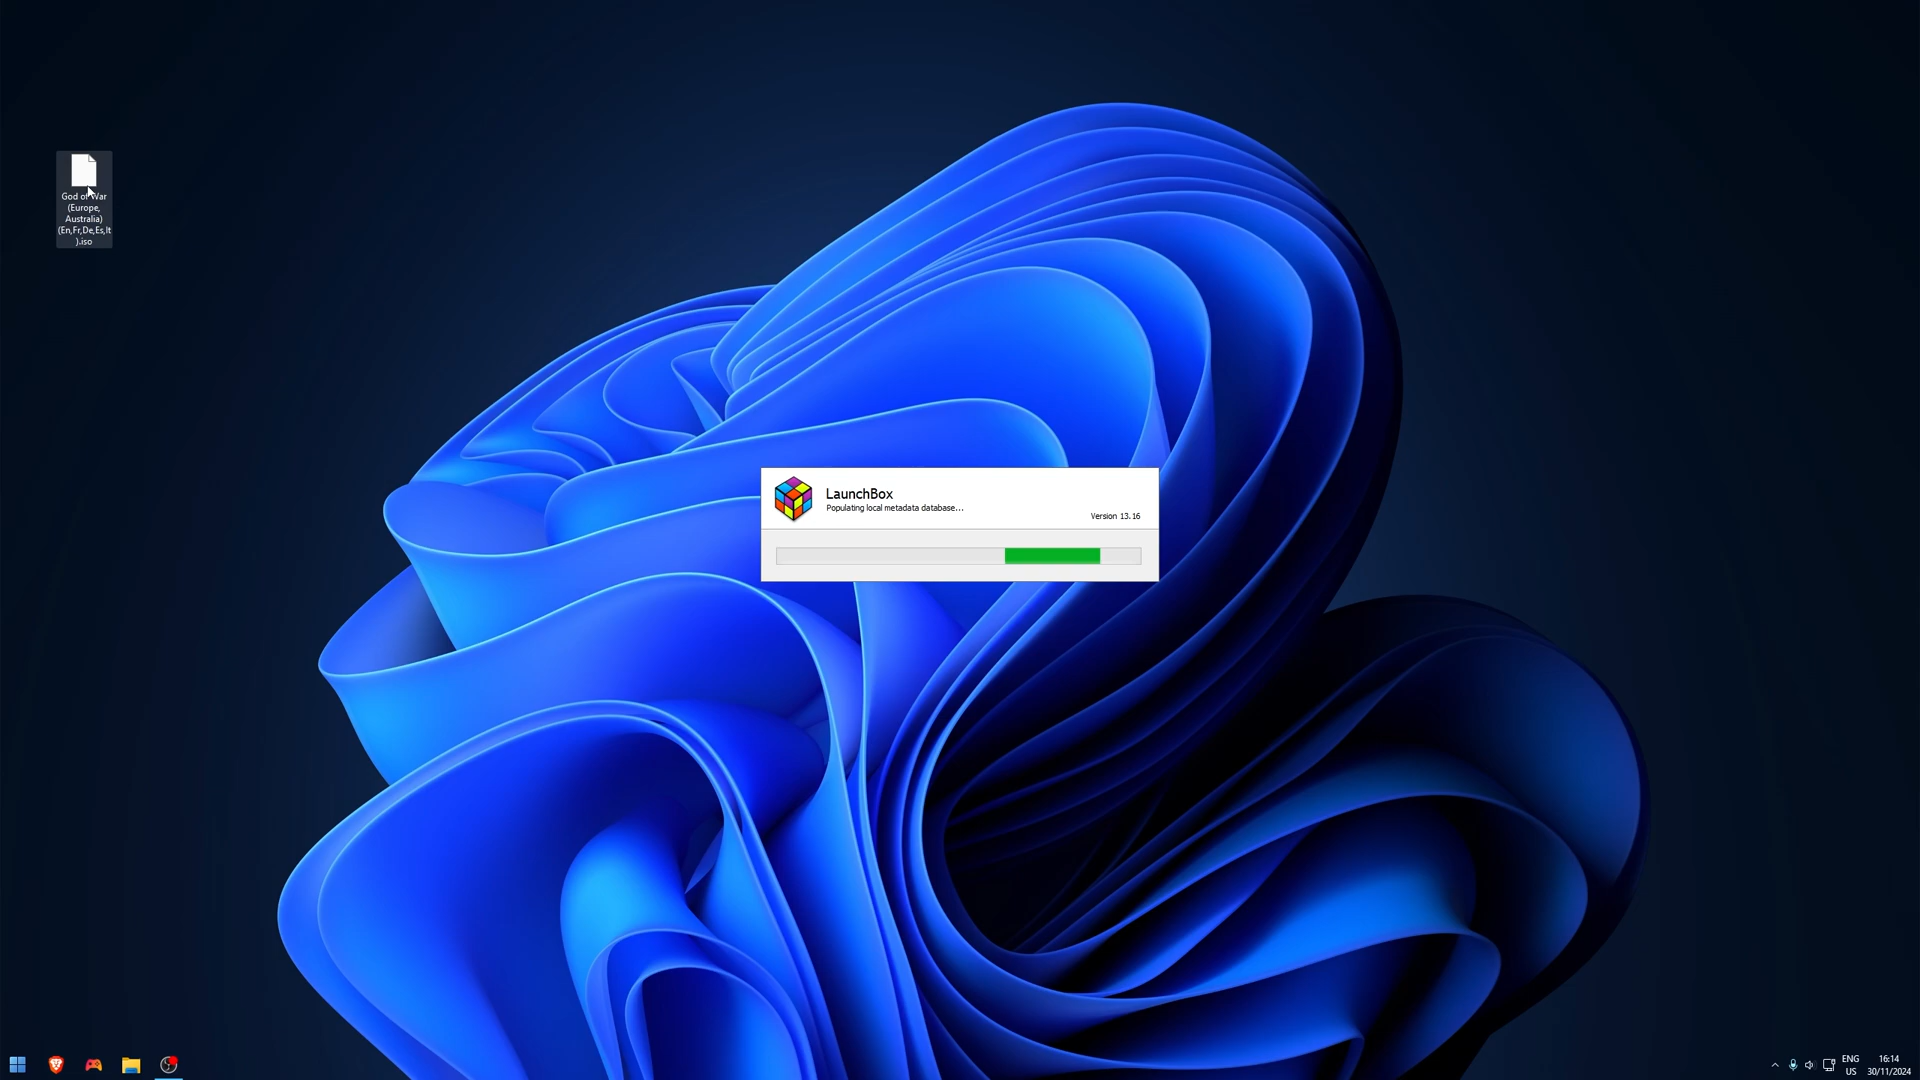 God of War
(Europe,
Australia)
(En,Fr,De,Es,It
).iso
LaunchBox
Populating local metadata database...
Version 13.16
ENG
US
16:14
30/11/2024